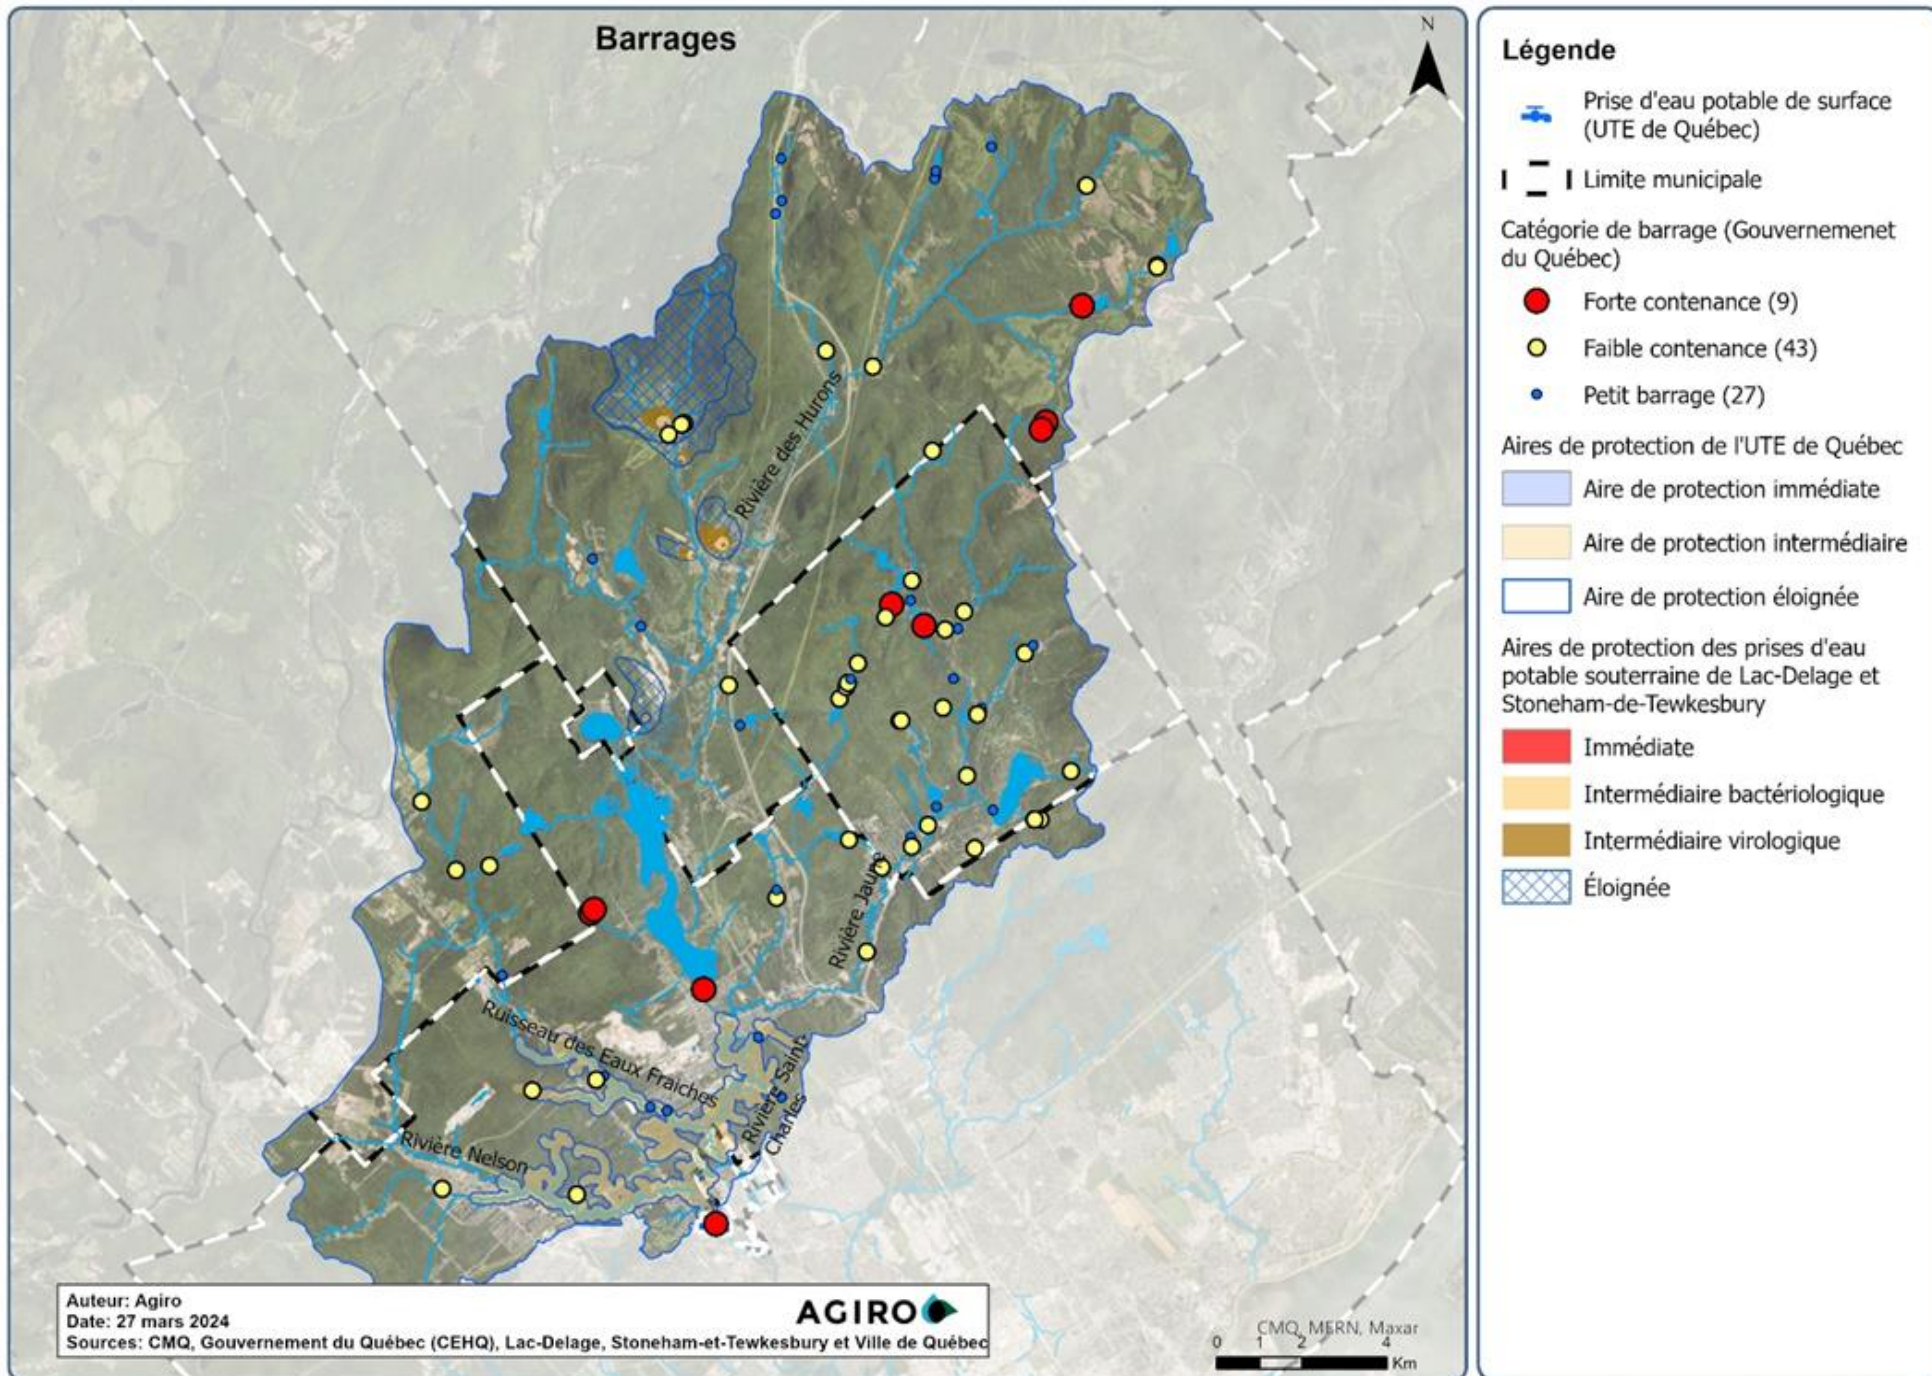 Barrages
N
Rivière des Hurons
Rivière Jaune
Ruisseau des Eaux Fraiches
Rivière Saint-
Charles
Rivière Nelson
Auteur: Agiro
Date: 27 mars 2024
Sources: CMQ, Gouvernement du Québec (CEHQ), Lac-Delage, Stoneham-et-Tewkesbury et Ville de Québec
AGIRO
CMQ, MERN, Maxar
0 1 2 4
Km
Légende
Prise d'eau potable de surface
(UTE de Québec)
Limite municipale
Catégorie de barrage (Gouvernemenet
du Québec)
Forte contenance (9)
Faible contenance (43)
Petit barrage (27)
Aires de protection de l'UTE de Québec
Aire de protection immédiate
Aire de protection intermédiaire
Aire de protection éloignée
Aires de protection des prises d'eau
potable souterraine de Lac-Delage et
Stoneham-de-Tewkesbury
Immédiate
Intermédiaire bactériologique
Intermédiaire virologique
Éloignée